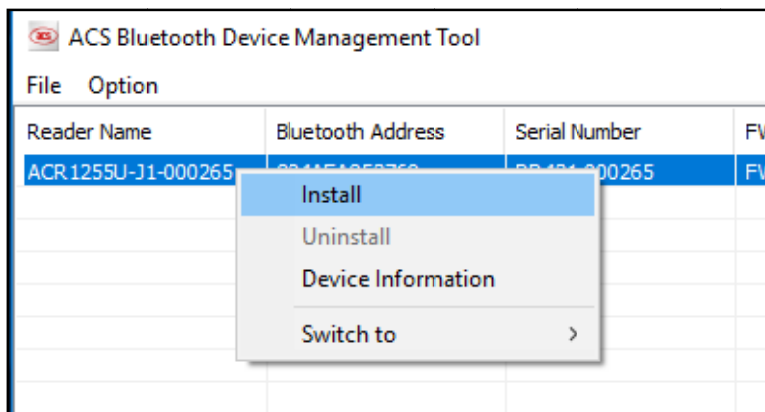 ACS Bluetooth Device Management Tool
File Option
Reader Name Bluetooth Address Serial Number
ACR1255U-J1-000265
Install
Uninstall
Device Information
Switch to